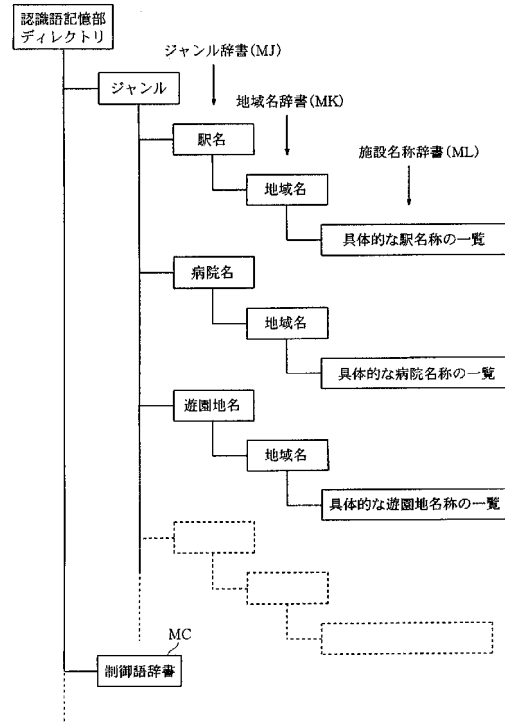 認識語記憶部
ディレクトリ
ジャンル辞書(MJ)
ジャンル
地域名辞書(MK)
駅名
施設名称辞書(ML)
地域名
具体的な駅名称の一覧
病院名
地域名
具体的な病院名称の一覧
遊園地名
地域名
具体的な遊園地名称の一覧
MC
制御語辞書